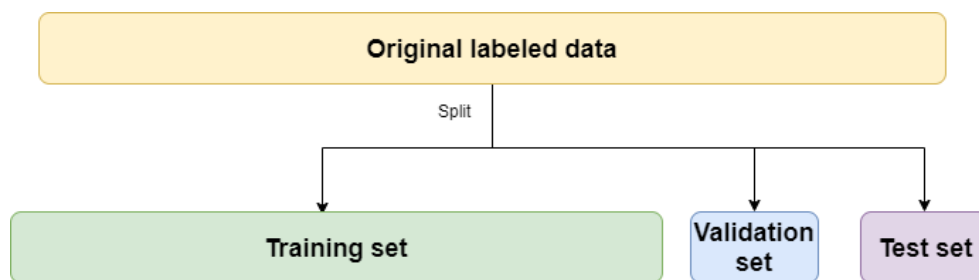 Original labeled data
Split
Training set
Validation
set
Test set